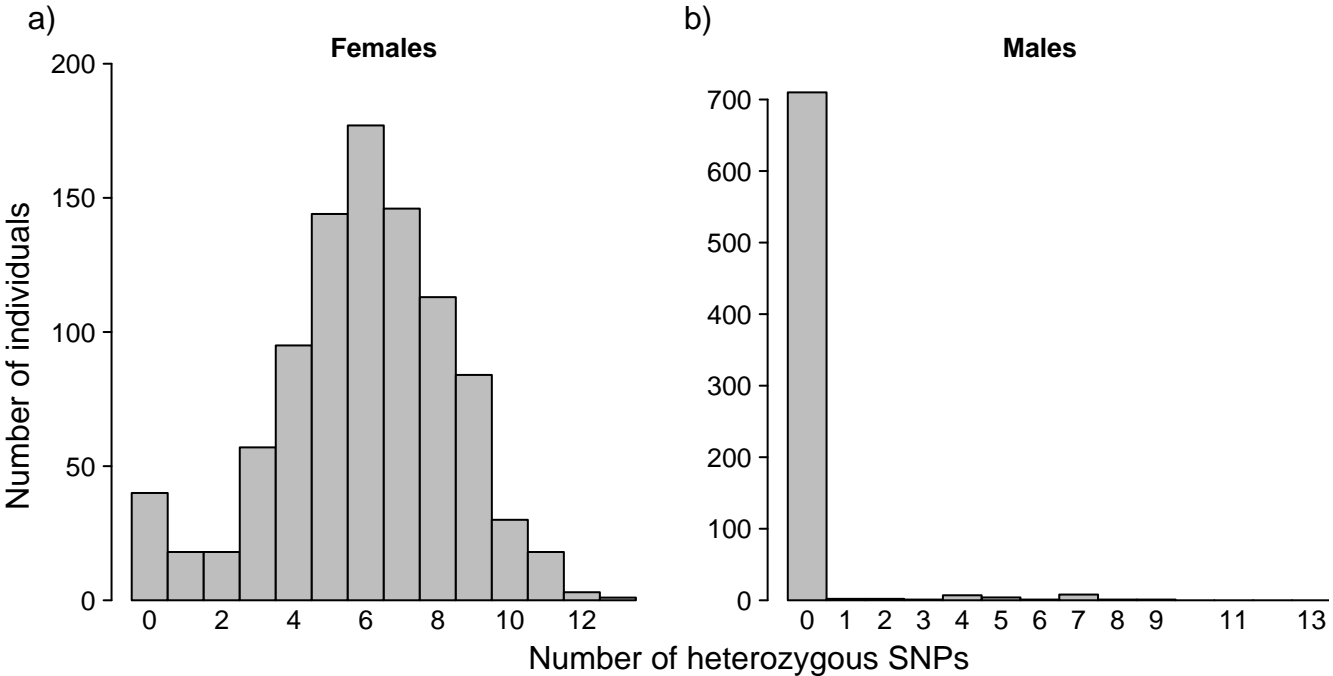 a)
Females
200
150
100
50
0
0 2 4 6 8 10 12
b)
Males
700
600
500
400
300
200
100
0
0 1 2 3 4 5 6 7 8 9 11 13
Number of individuals
Number of heterozygous SNPs